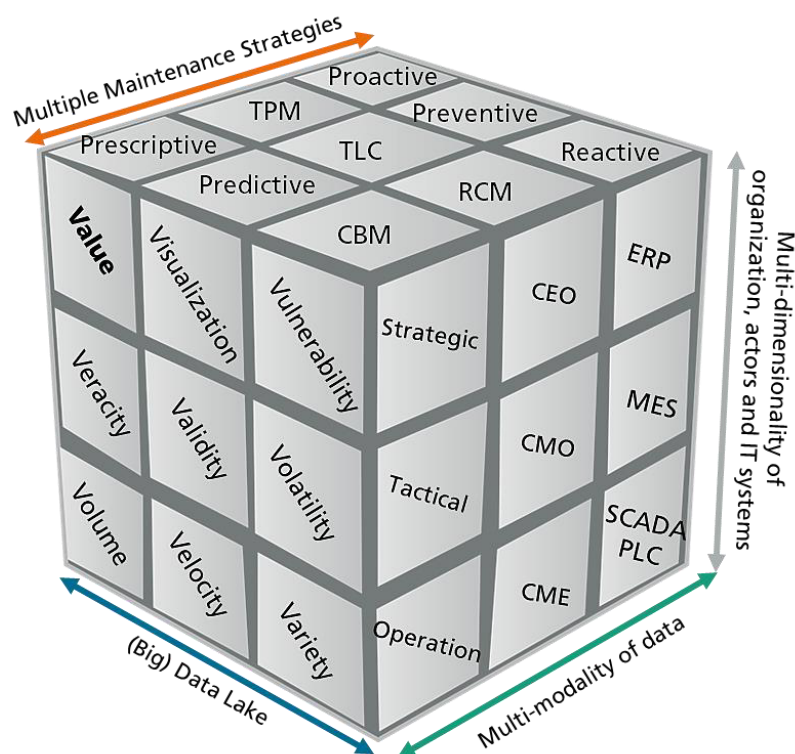 Multiple Maintenance Strategies
Proactive
TPM
Preventive
Prescriptive
TLC
Reactive
Predictive
RCM
CBM
Value
Visualization
Vulnerability
Veracity
Validity
Volatility
Volume
Velocity
Variety
Strategic
CEO
ERP
Tactical
CMO
MES
Operation
CME
SCADA
PLC
Multi-dimensionality of
organization, actors and IT systems
(Big) Data Lake
Multi-modality of data